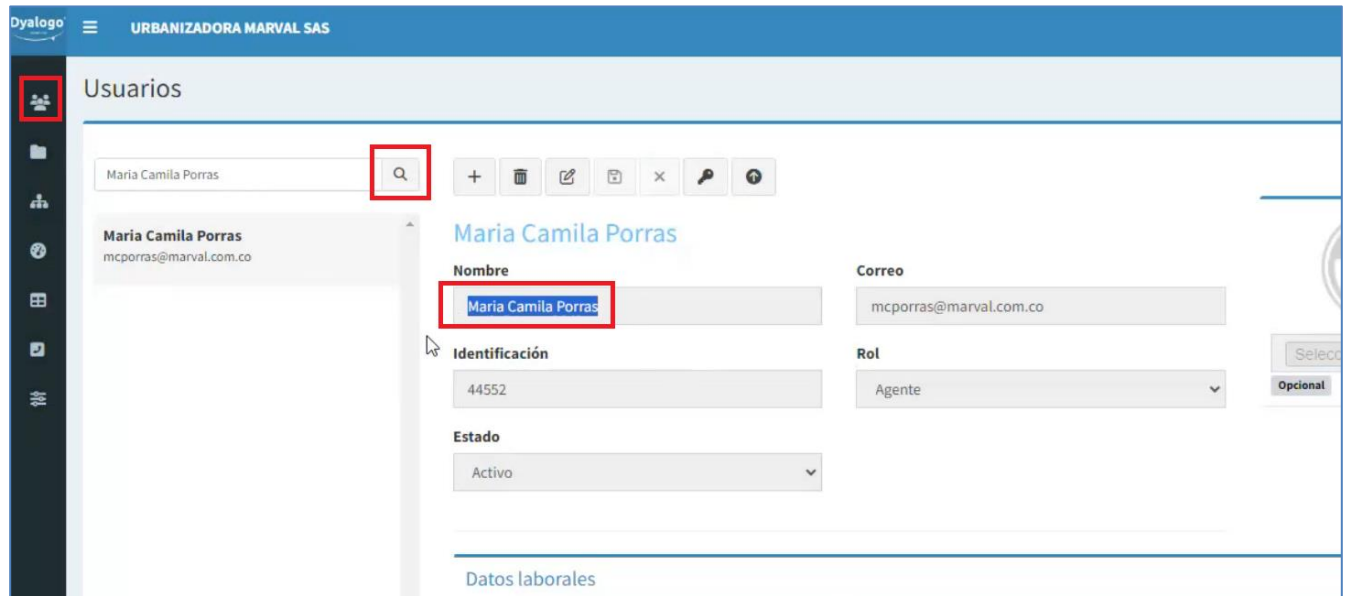 Dyalogo
URBANIZADORA MARVAL SAS
Usuarios
Maria Camila Porras
Maria Camila Porras
mcporras@marval.com.co
Maria Camila Porras
Nombre
Maria Camila Porras
Correo
mcporras@marval.com.co
Identificación
44552
Rol
Agente
Selecc
Opcional
Estado
Activo
Datos laborales